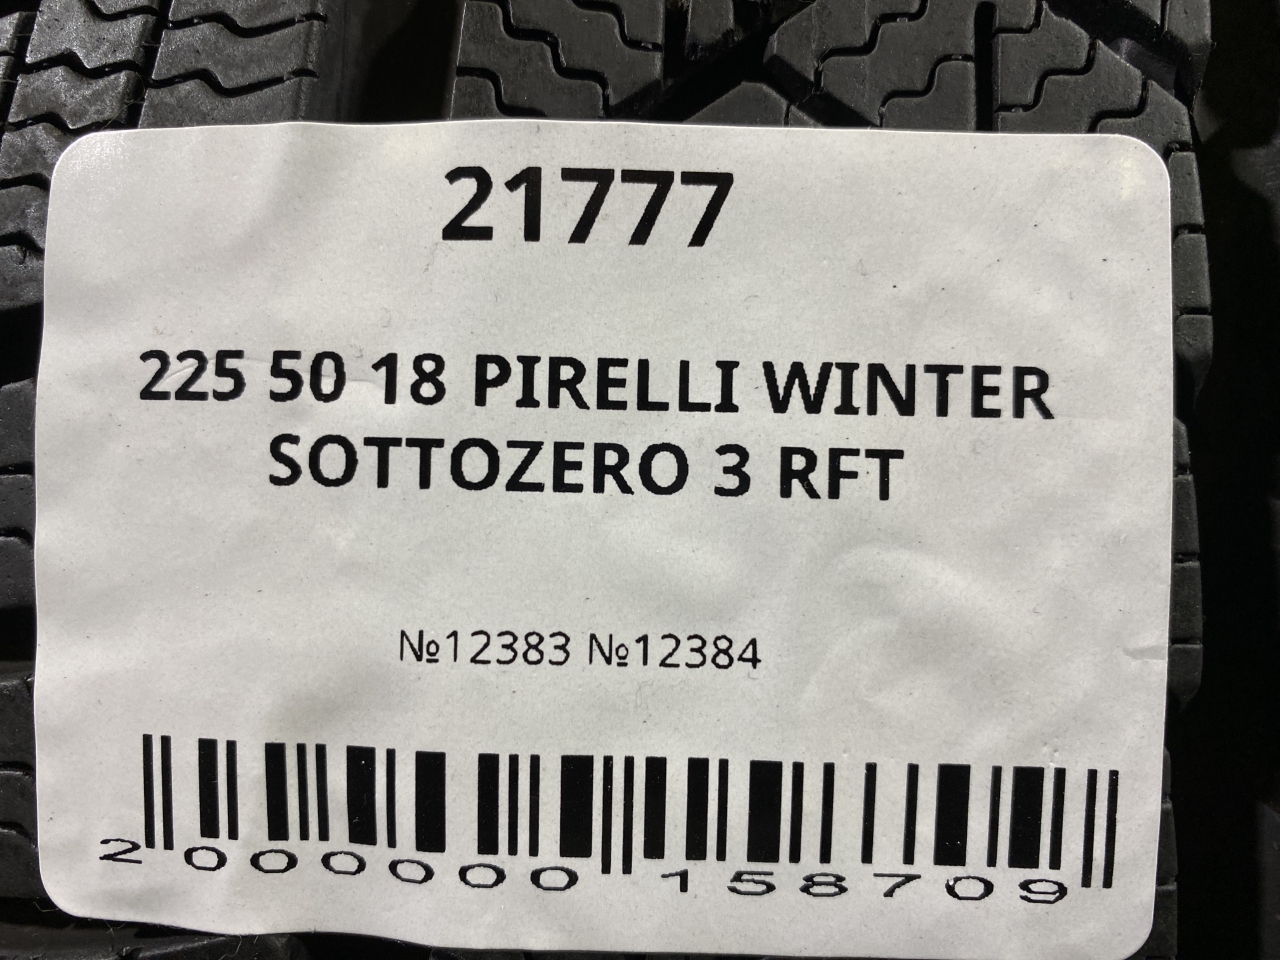 21777
225 50 18 PIRELLI WINTER
SOTTOZERO 3 RFT
№12383 №12384
2 000000 158709